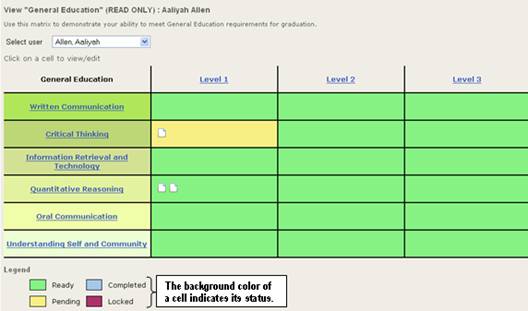 View "General Education" (READ ONLY) : Aaliyah Allen
Use this matrix to demonstrate your ability to meet General Education requirements for graduation.
Select user Allen, Aaliyah
Click on a cell to view/edit
General Education Level 1 Level 2 Level 3
Written Communication
Critical Thinking
Information Retrieval and
Technology
Quantitative Reasoning
Oral Communication
Understanding Self and Community
Legend
Ready Completed
Pending Locked
The background color of
a cell indicates its status.